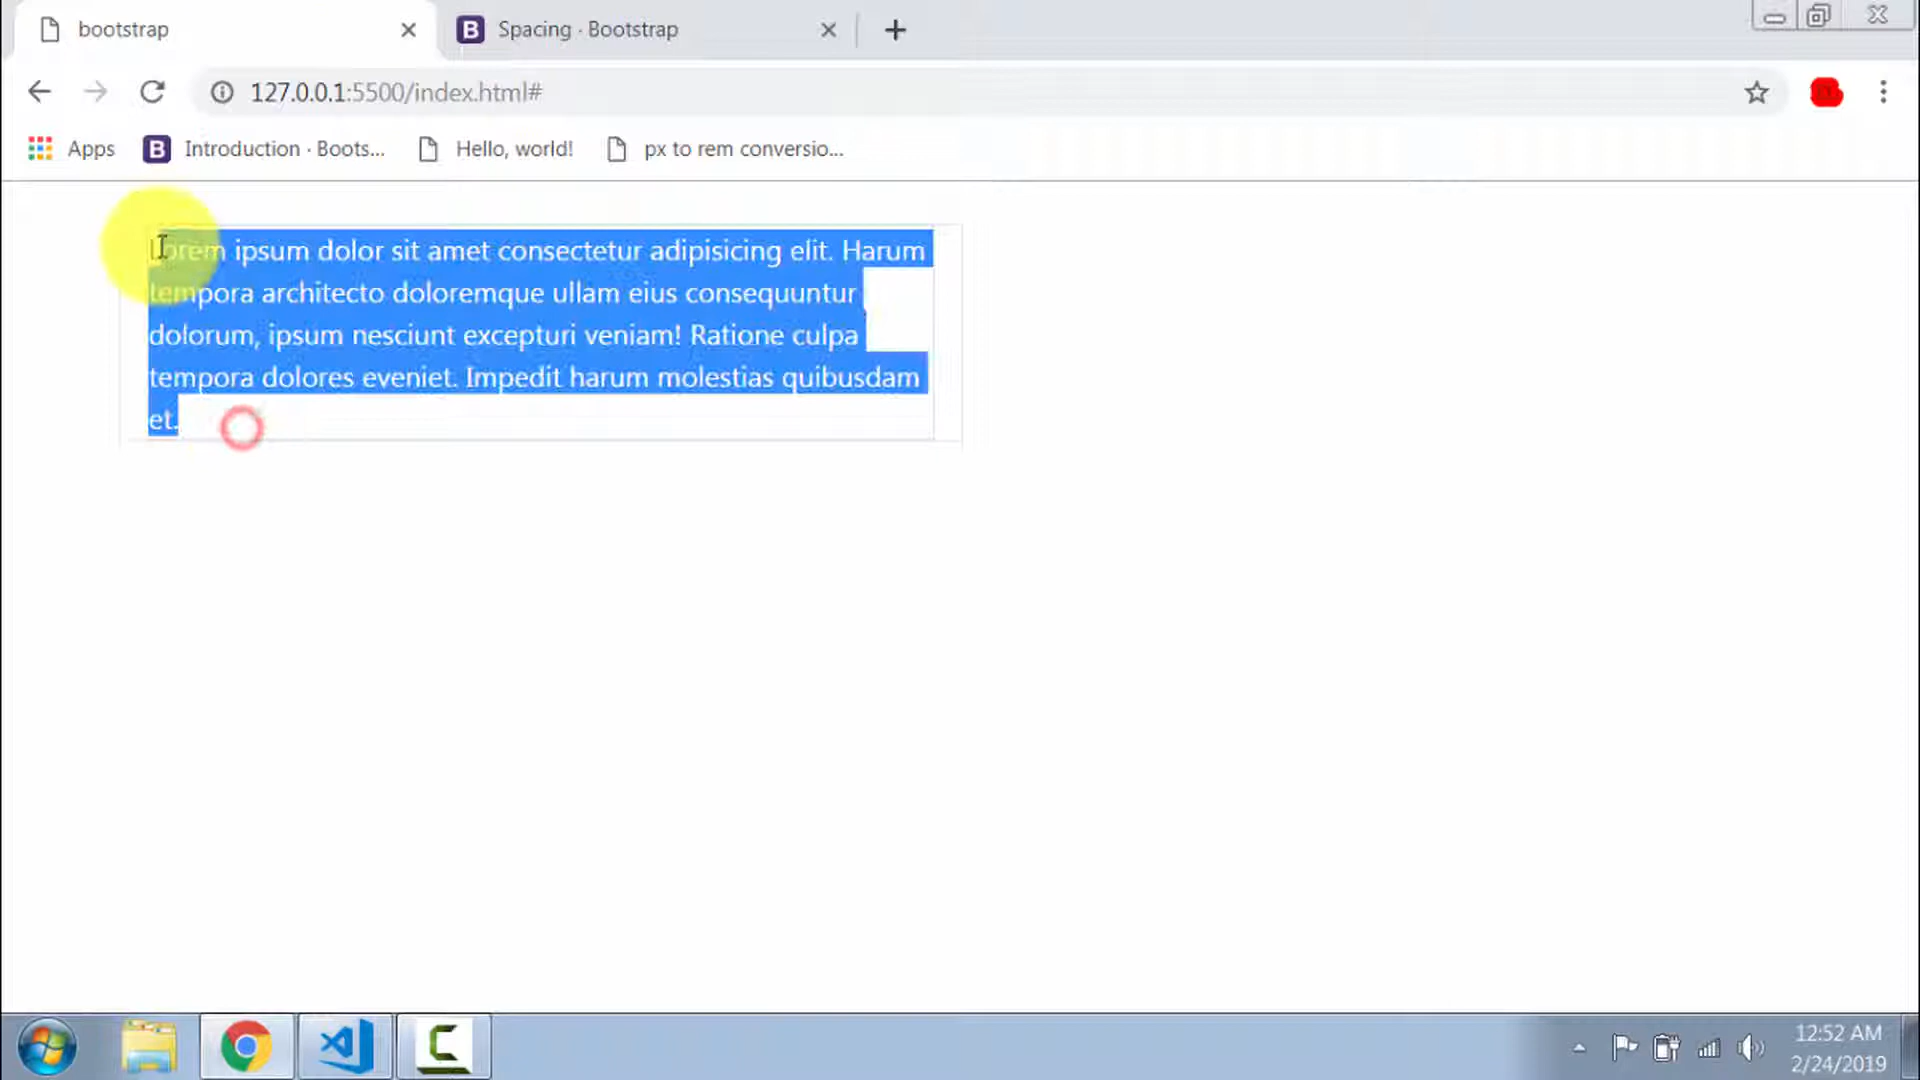 bootstrap
B Spacing · Bootstrap
127.0.0.1:5500/index.html#
Apps
B Introduction · Boots...
Hello, world!
px to rem conversio...
Lorem ipsum dolor sit amet consectetur adipisicing elit. Harum
tempora architecto doloremque ullam eius consequuntur
dolorum, ipsum nesciunt excepturi veniam! Ratione culpa
tempora dolores eveniet. Impedit harum molestias quibusdam
et.
C
12:52 AM
2/24/2019